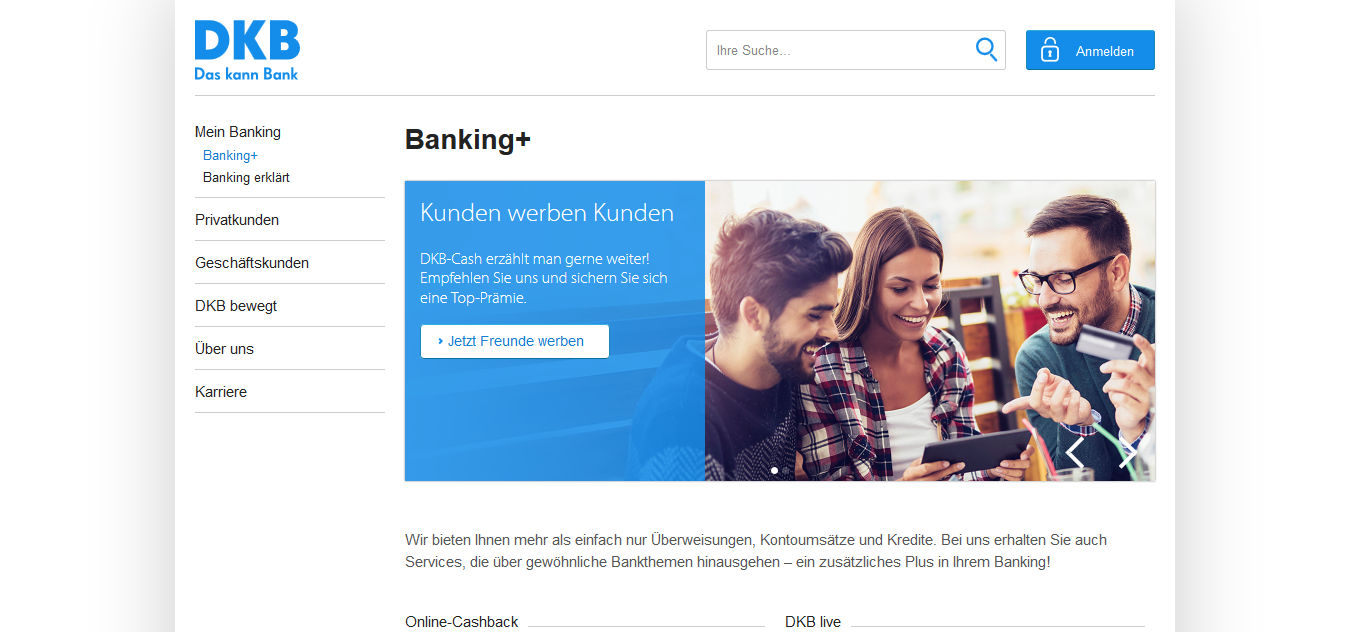 DKB
Das kann Bank
Ihre Suche...
Anmelden
Mein Banking
Banking+
Banking erklärt
Privatkunden
Geschäftskunden
DKB bewegt
Über uns
Karriere
Banking+
Kunden werben Kunden
DKB-Cash erzählt man gerne weiter!
Empfehlen Sie uns und sichern Sie sich
eine Top-Prämie.
› Jetzt Freunde werben
Wir bieten Ihnen mehr als einfach nur Überweisungen, Kontoumsätze und Kredite. Bei uns erhalten Sie auch
Services, die über gewöhnliche Bankthemen hinausgehen – ein zusätzliches Plus in Ihrem Banking!
Online-Cashback
DKB live